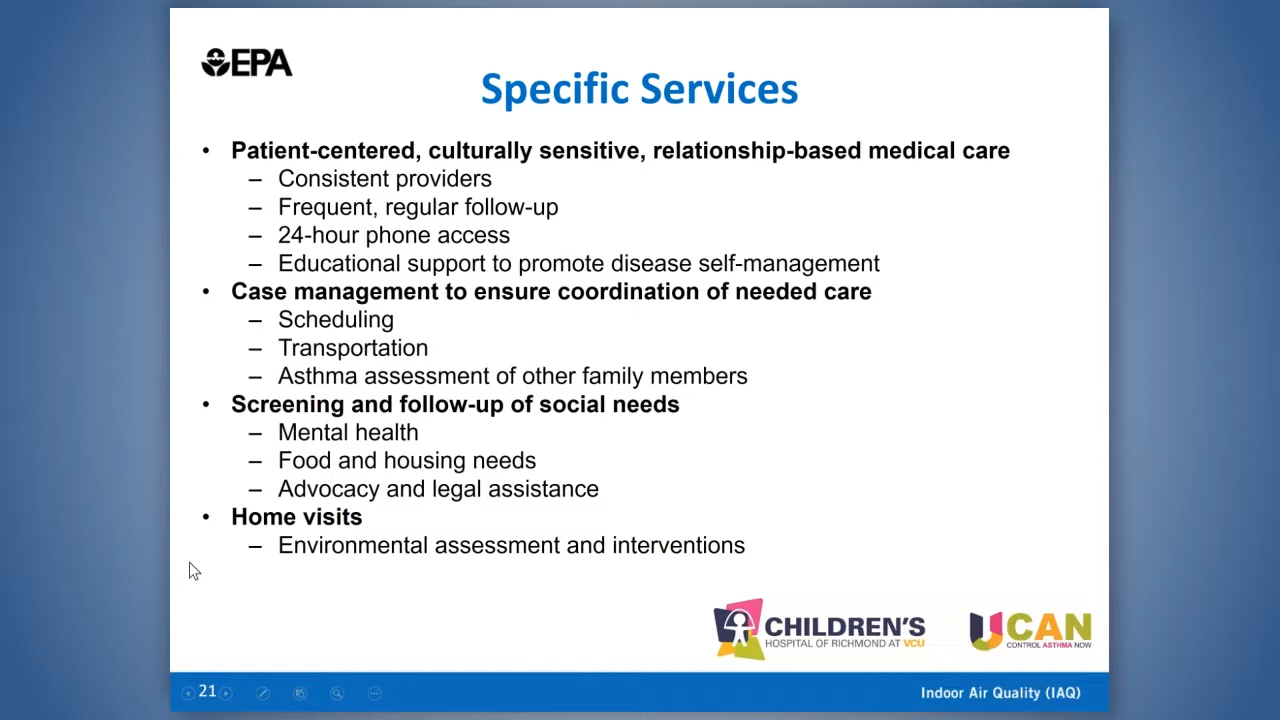 EPA
Specific Services
• Patient-centered, culturally sensitive, relationship-based medical care
– Consistent providers
– Frequent, regular follow-up
– 24-hour phone access
– Educational support to promote disease self-management
• Case management to ensure coordination of needed care
– Scheduling
– Transportation
– Asthma assessment of other family members
• Screening and follow-up of social needs
– Mental health
– Food and housing needs
– Advocacy and legal assistance
• Home visits
– Environmental assessment and interventions
CHILDREN'S
HOSPITAL OF RICHMOND AT VCU
UCAN
CONTROL ASTHMA NOW
21
Indoor Air Quality (IAQ)